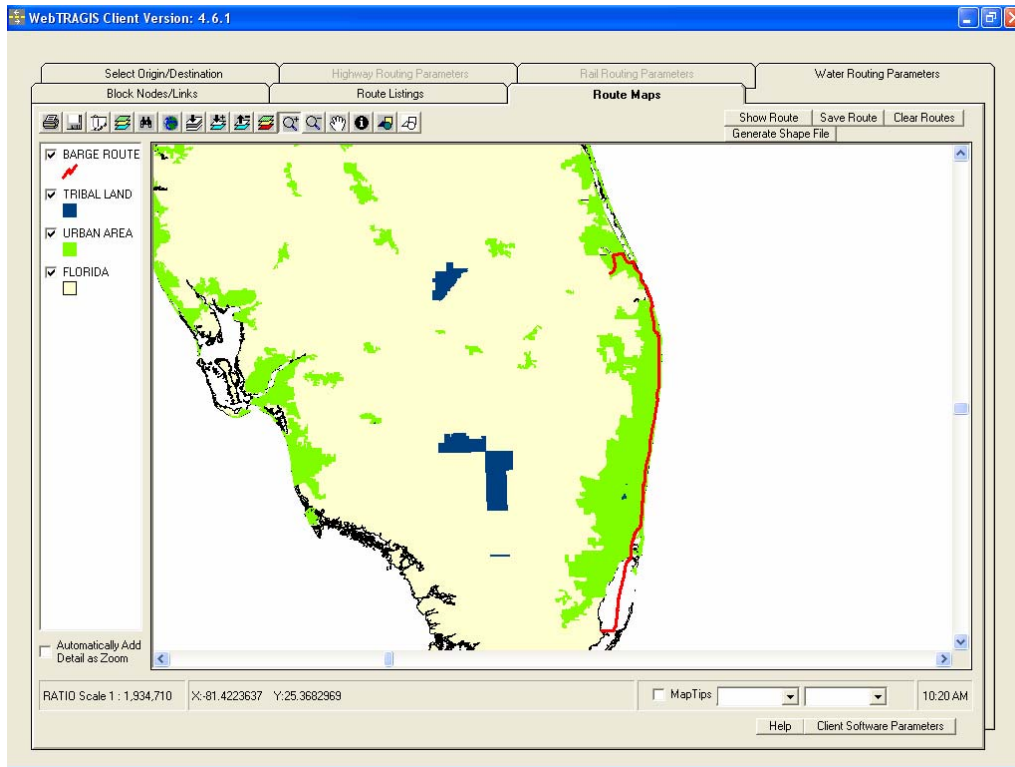 WebTRAGIS Client Version: 4.6.1
Select Origin/Destination
Highway Routing Parameters
Rail Routing Parameters
Water Routing Parameters
Block Nodes/Links
Route Listings
Route Maps
Show Route
Save Route
Clear Routes
Generate Shape File
BARGE ROUTE
TRIBAL LAND
URBAN AREA
FLORIDA
Automatically Add
Detail as Zoom
RATIO Scale 1 : 1,934,710
X:-81.4223637 Y:25.3682969
MapTips
10:20 AM
Help
Client Software Parameters